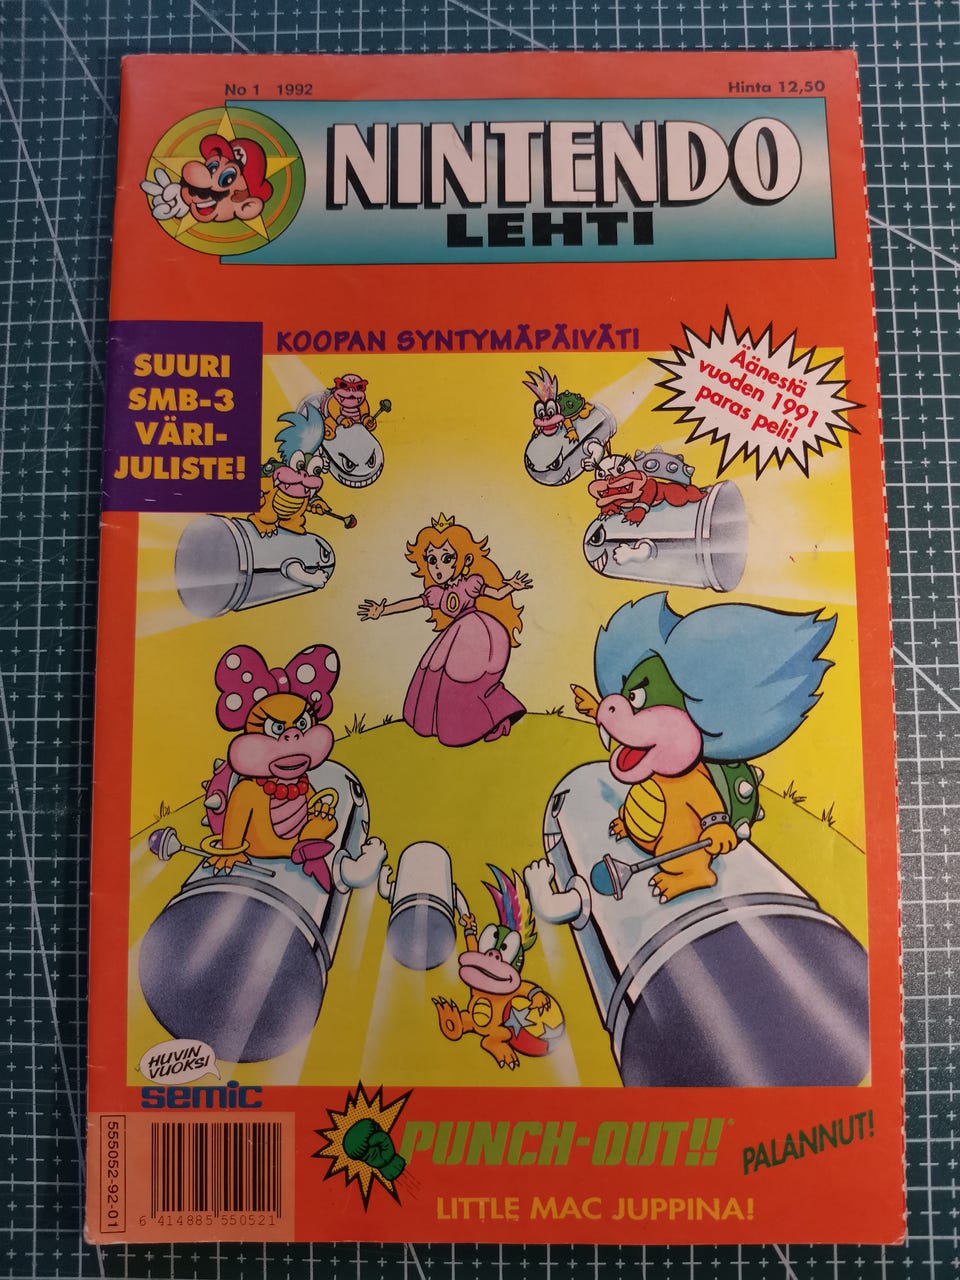 No 1 1992
Hinta 12,50
NINTENDO
LEHTI
KOOPAN SYNTYMÄPÄIVÄT!
SUURI
SMB-3
VÄRI-
JULISTE!
Äänestä
vuoden 1991
paras peli!
HUVIN
VUOKSI
semic
555052-92-01
6 414885 550521
PUNCH-OUT!!
PALANNUT!
LITTLE MAC JUPPINA!